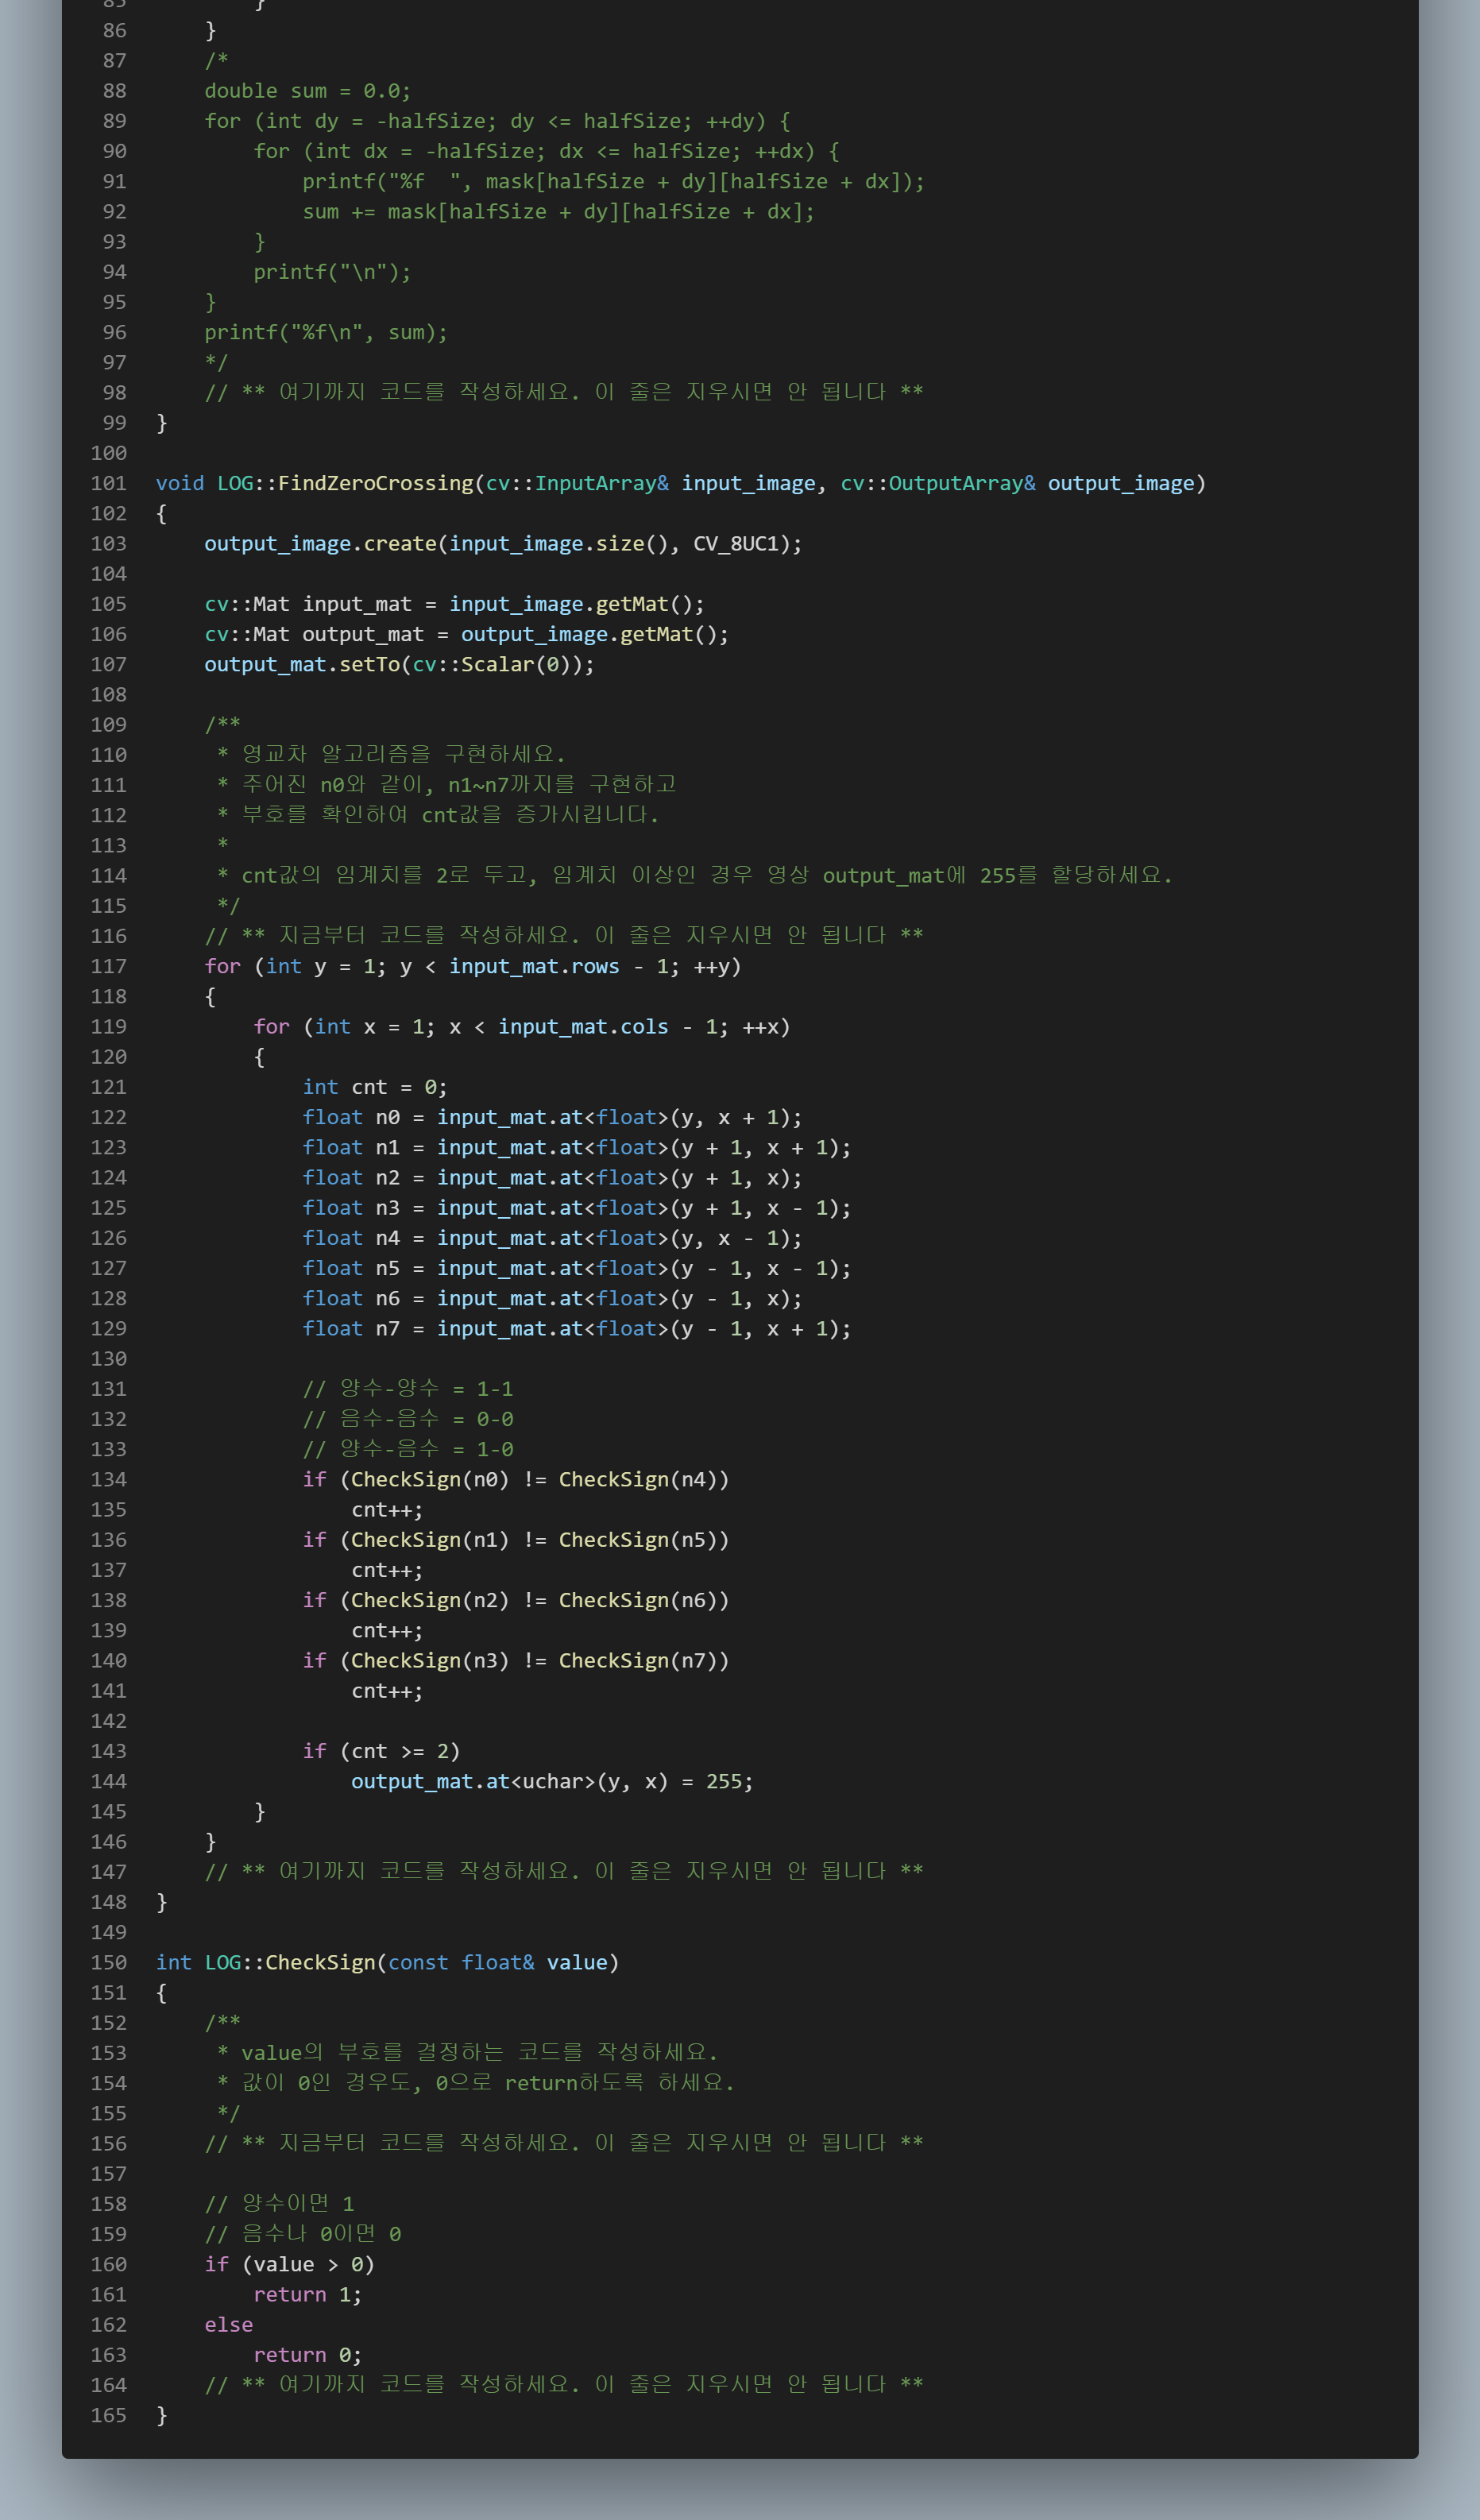 85         }
86     }
87     /*
88     double sum = 0.0;
89     for (int dy = -halfSize; dy <= halfSize; ++dy) {
90         for (int dx = -halfSize; dx <= halfSize; ++dx) {
91             printf("%f  ", mask[halfSize + dy][halfSize + dx]);
92             sum += mask[halfSize + dy][halfSize + dx];
93         }
94         printf("\n");
95     }
96     printf("%f\n", sum);
97     */
98     // ** 여기까지 코드를 작성하세요. 이 줄은 지우시면 안 됩니다 **
99 }
100
101 void LOG::FindZeroCrossing(cv::InputArray& input_image, cv::OutputArray& output_image)
102 {
103     output_image.create(input_image.size(), CV_8UC1);
104
105     cv::Mat input_mat = input_image.getMat();
106     cv::Mat output_mat = output_image.getMat();
107     output_mat.setTo(cv::Scalar(0));
108
109     /**
110      * 영교차 알고리즘을 구현하세요.
111      * 주어진 n0와 같이, n1~n7까지를 구현하고
112      * 부호를 확인하여 cnt값을 증가시킵니다.
113      *
114      * cnt값의 임계치를 2로 두고, 임계치 이상인 경우 영상 output_mat에 255를 할당하세요.
115      */
116     // ** 지금부터 코드를 작성하세요. 이 줄은 지우시면 안 됩니다 **
117     for (int y = 1; y < input_mat.rows - 1; ++y)
118     {
119         for (int x = 1; x < input_mat.cols - 1; ++x)
120         {
121             int cnt = 0;
122             float n0 = input_mat.at<float>(y, x + 1);
123             float n1 = input_mat.at<float>(y + 1, x + 1);
124             float n2 = input_mat.at<float>(y + 1, x);
125             float n3 = input_mat.at<float>(y + 1, x - 1);
126             float n4 = input_mat.at<float>(y, x - 1);
127             float n5 = input_mat.at<float>(y - 1, x - 1);
128             float n6 = input_mat.at<float>(y - 1, x);
129             float n7 = input_mat.at<float>(y - 1, x + 1);
130
131             // 양수-양수 = 1-1
132             // 음수-음수 = 0-0
133             // 양수-음수 = 1-0
134             if (CheckSign(n0) != CheckSign(n4))
135                 cnt++;
136             if (CheckSign(n1) != CheckSign(n5))
137                 cnt++;
138             if (CheckSign(n2) != CheckSign(n6))
139                 cnt++;
140             if (CheckSign(n3) != CheckSign(n7))
141                 cnt++;
142
143             if (cnt >= 2)
144                 output_mat.at<uchar>(y, x) = 255;
145         }
146     }
147     // ** 여기까지 코드를 작성하세요. 이 줄은 지우시면 안 됩니다 **
148 }
149
150 int LOG::CheckSign(const float& value)
151 {
152     /**
153      * value의 부호를 결정하는 코드를 작성하세요.
154      * 값이 0인 경우도, 0으로 return하도록 하세요.
155      */
156     // ** 지금부터 코드를 작성하세요. 이 줄은 지우시면 안 됩니다 **
157
158     // 양수이면 1
159     // 음수나 0이면 0
160     if (value > 0)
161         return 1;
162     else
163         return 0;
164     // ** 여기까지 코드를 작성하세요. 이 줄은 지우시면 안 됩니다 **
165 }